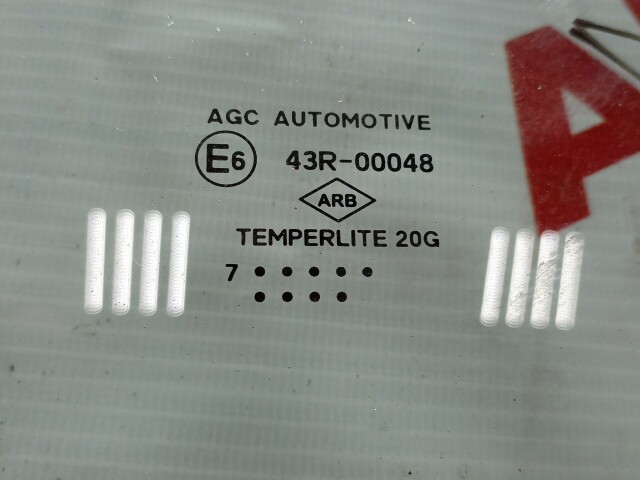 AGC AUTOMOTIVE
E6 43R-00048
ARB
TEMPERLITE 20G
7 • • • • •
• • • •